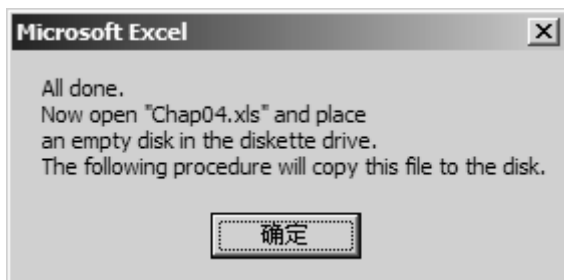 Microsoft Excel
All done.
Now open "Chap04.xls" and place
an empty disk in the diskette drive.
The following procedure will copy this file to the disk.
确定